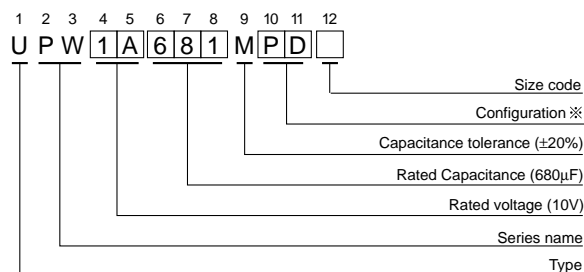 1 2 3 4 5 6 7 8 9 10 11 12
U P W 1 A 6 8 1 M P D
Size code
Configuration ※
Capacitance tolerance (±20%)
Rated Capacitance (680μF)
Rated voltage (10V)
Series name
Type